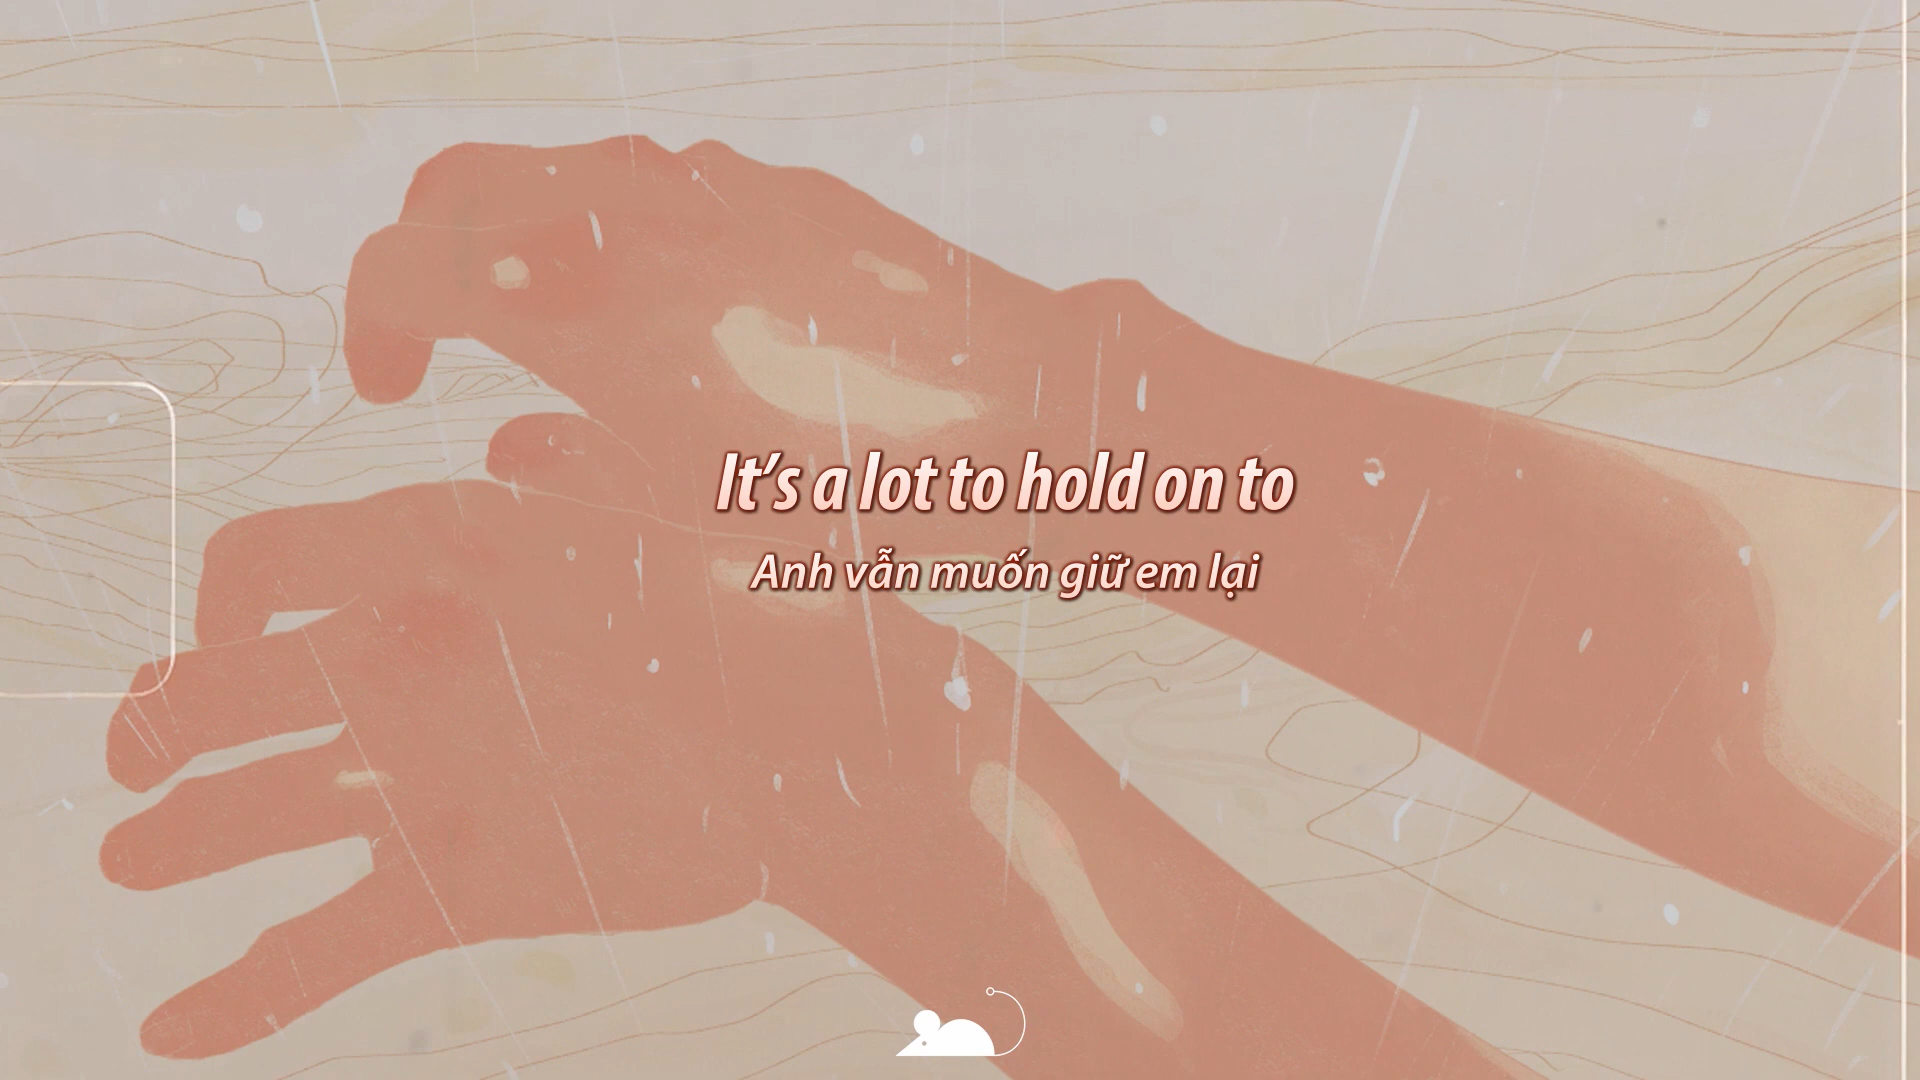 It's a lot to hold on to
Anh vẫn muốn giữ em lại